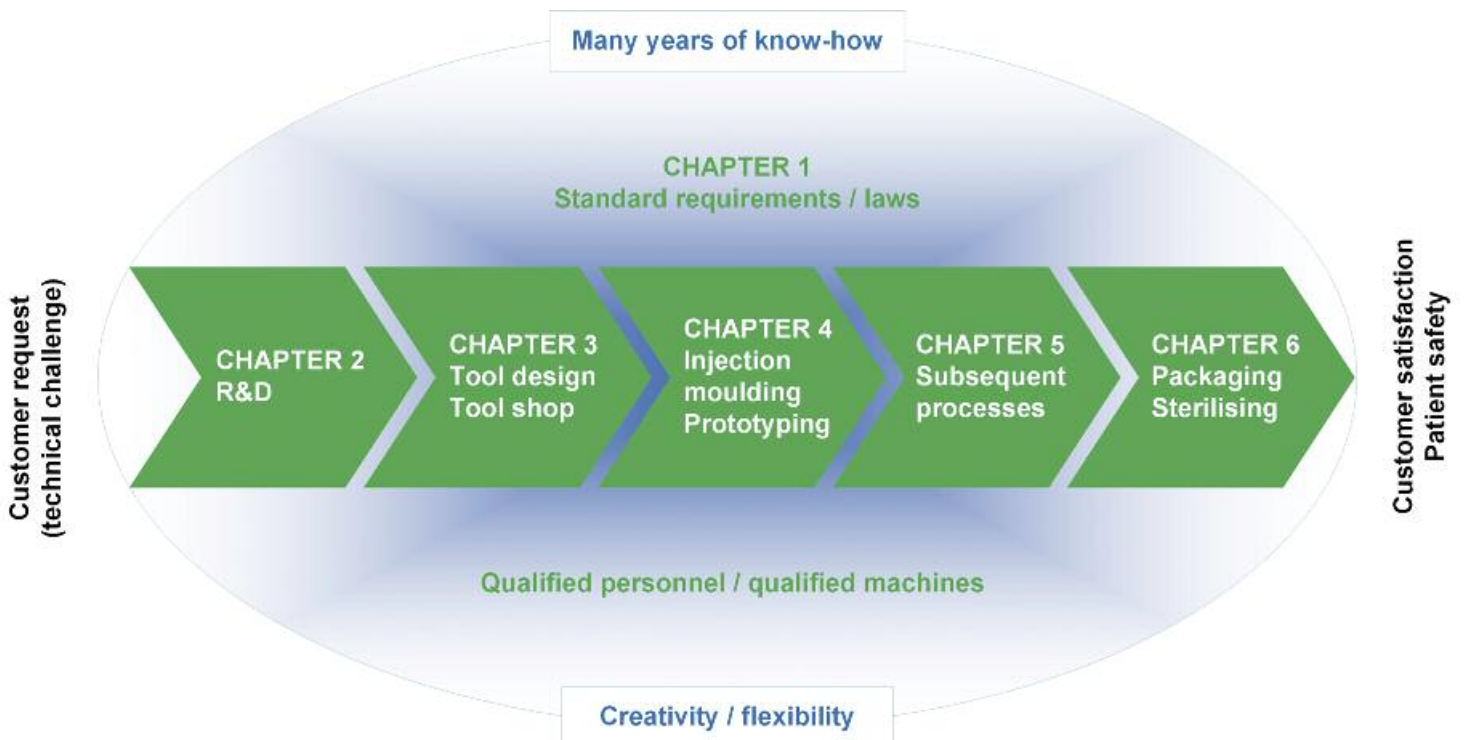 Many years of know-how
CHAPTER 1
Standard requirements / laws
Customer request
(technical challenge)
CHAPTER 2
R&D
CHAPTER 3
Tool design
Tool shop
CHAPTER 4
Injection
moulding
Prototyping
CHAPTER 5
Subsequent
processes
CHAPTER 6
Packaging
Sterilising
Customer satisfaction
Patient safety
Qualified personnel / qualified machines
Creativity / flexibility